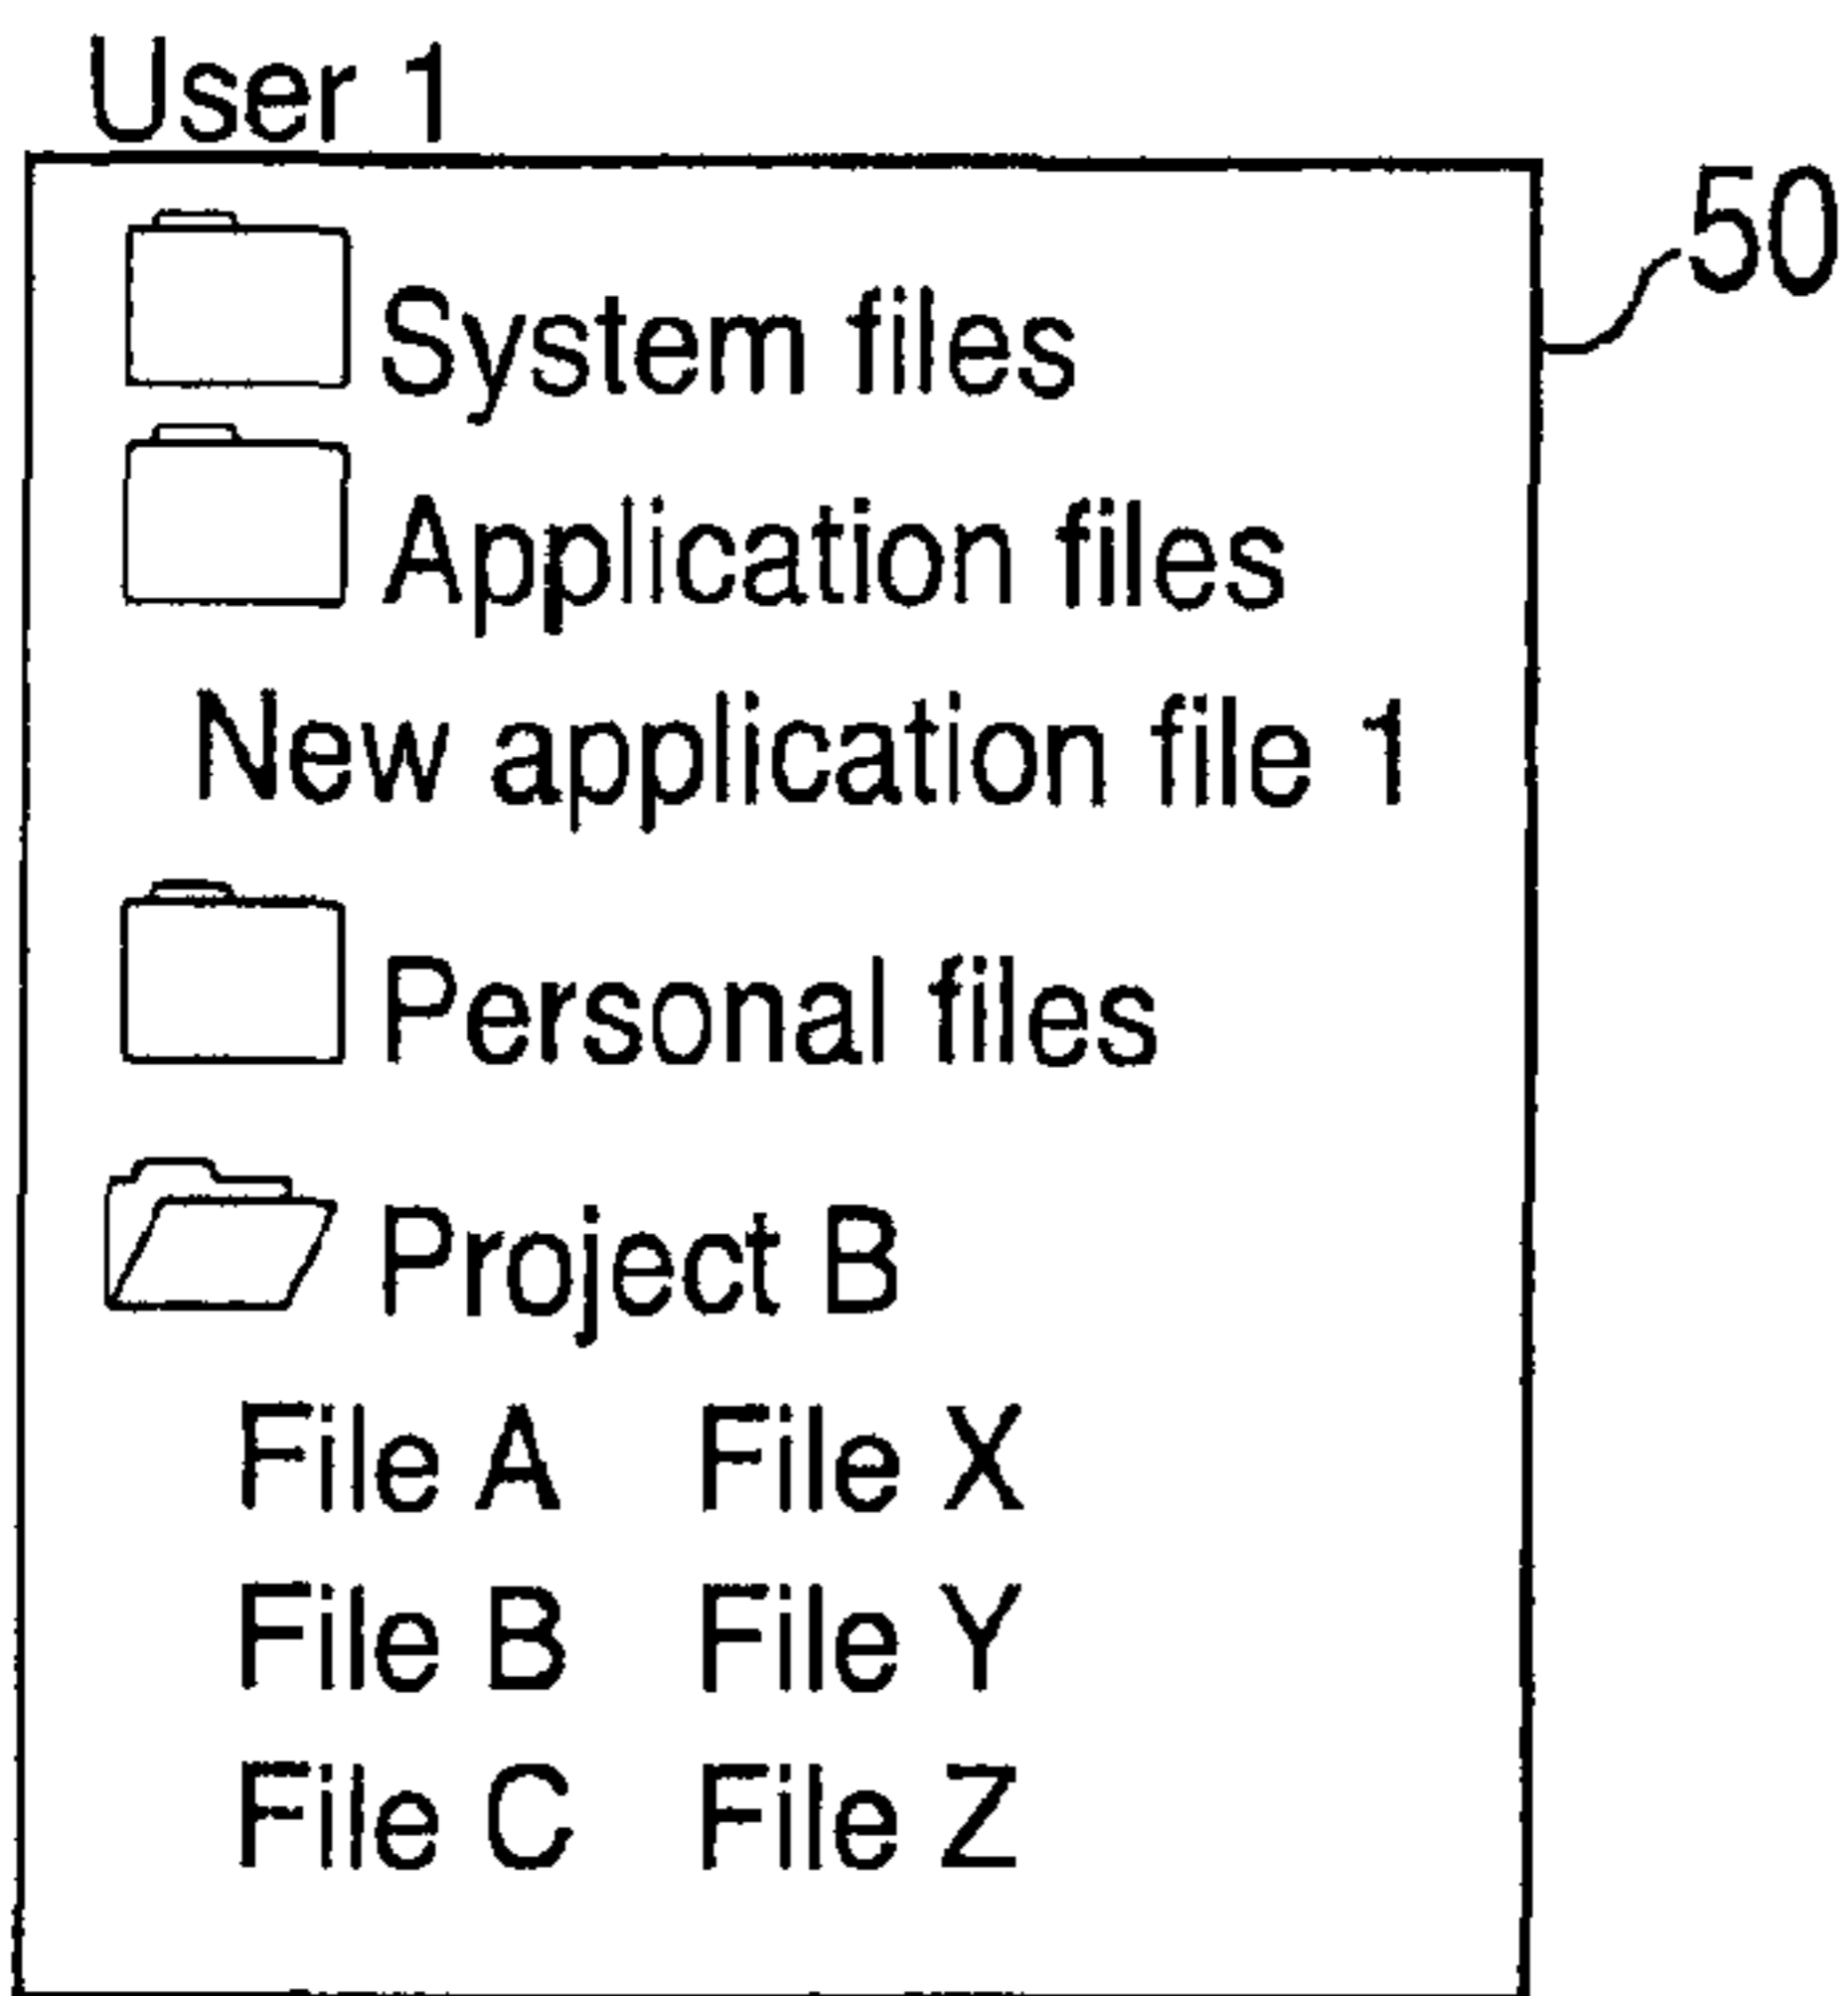 User 1
50
System files
Application files
New application file 1
Personal files
Project B
File A File X
File B File Y
File C File Z